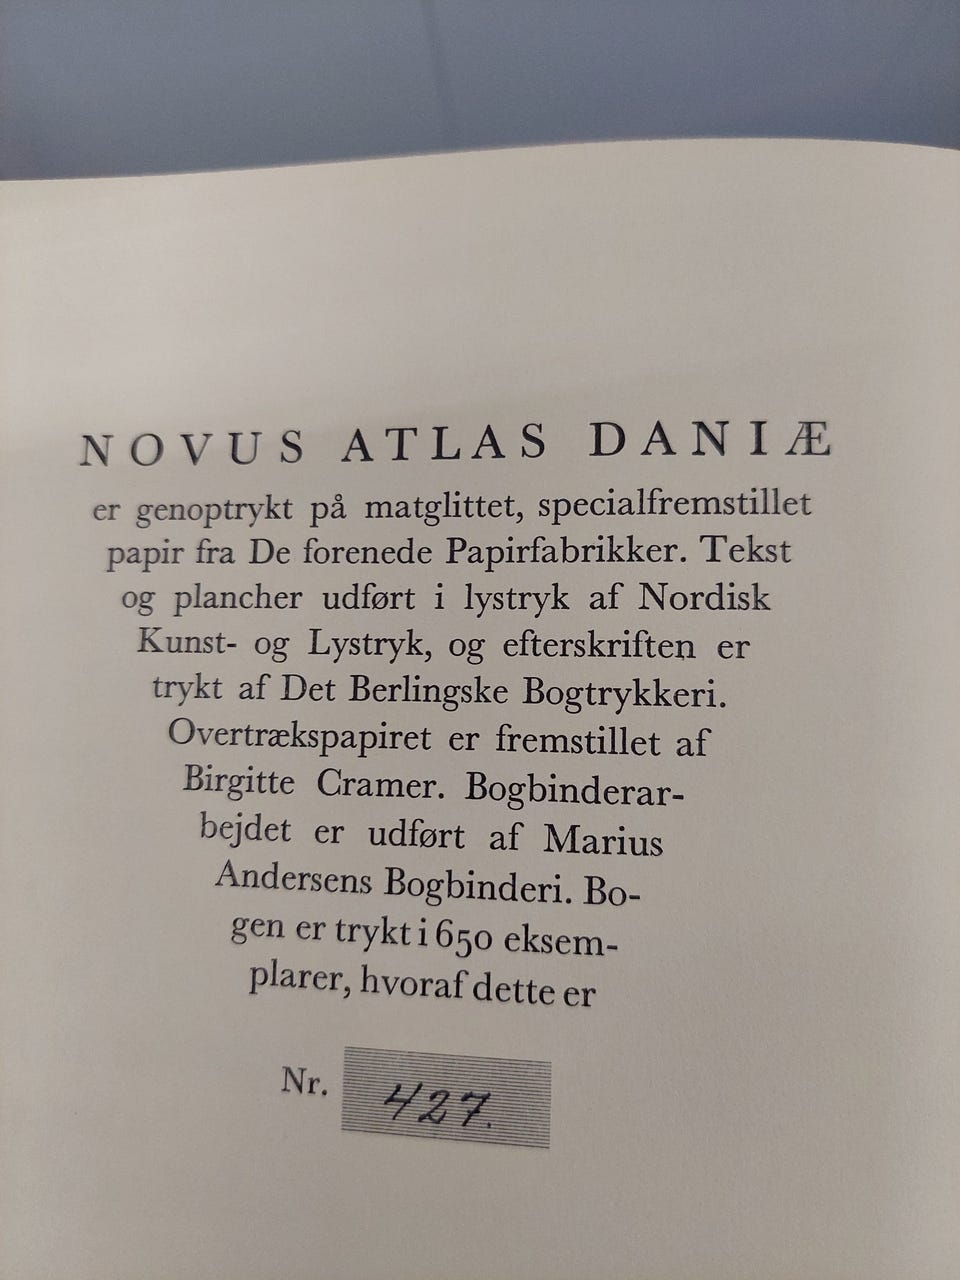 NOVUS ATLAS DANIÆ
er genoptrykt på matglittet, specialfremstillet
papir fra De forenede Papirfabrikker. Tekst
og plancher udført i lystryk af Nordisk
Kunst- og Lystryk, og efterskriften er
trykt af Det Berlingske Bogtrykkeri.
Overtrækspapiret er fremstillet af
Birgitte Cramer. Bogbinderar-
bejdet er udført af Marius
Andersens Bogbinderi. Bo-
gen er trykt i 650 eksem-
plarer, hvoraf dette er
Nr. 427.